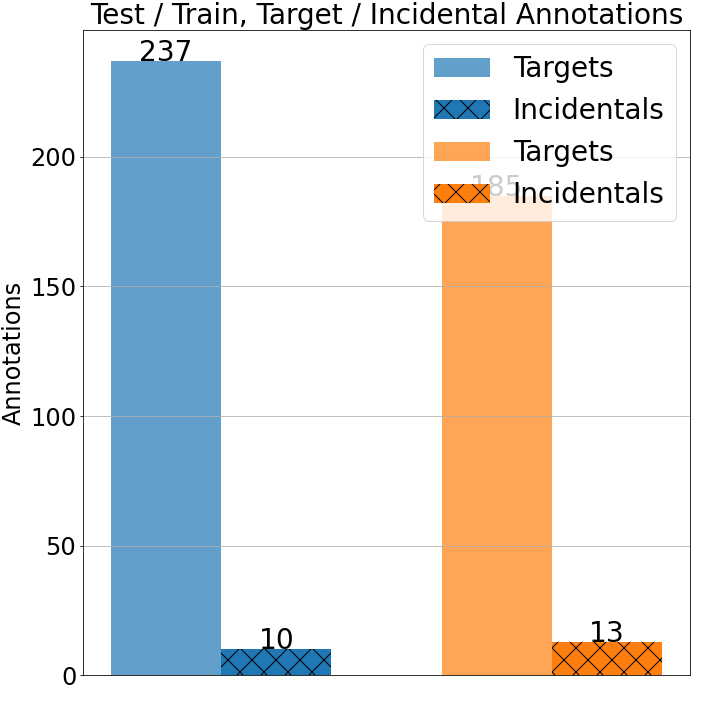 Test / Train, Target / Incidental Annotations
237
Targets
Incidentals
Targets
185
Incidentals
200
150
Annotations
100
50
10
13
0